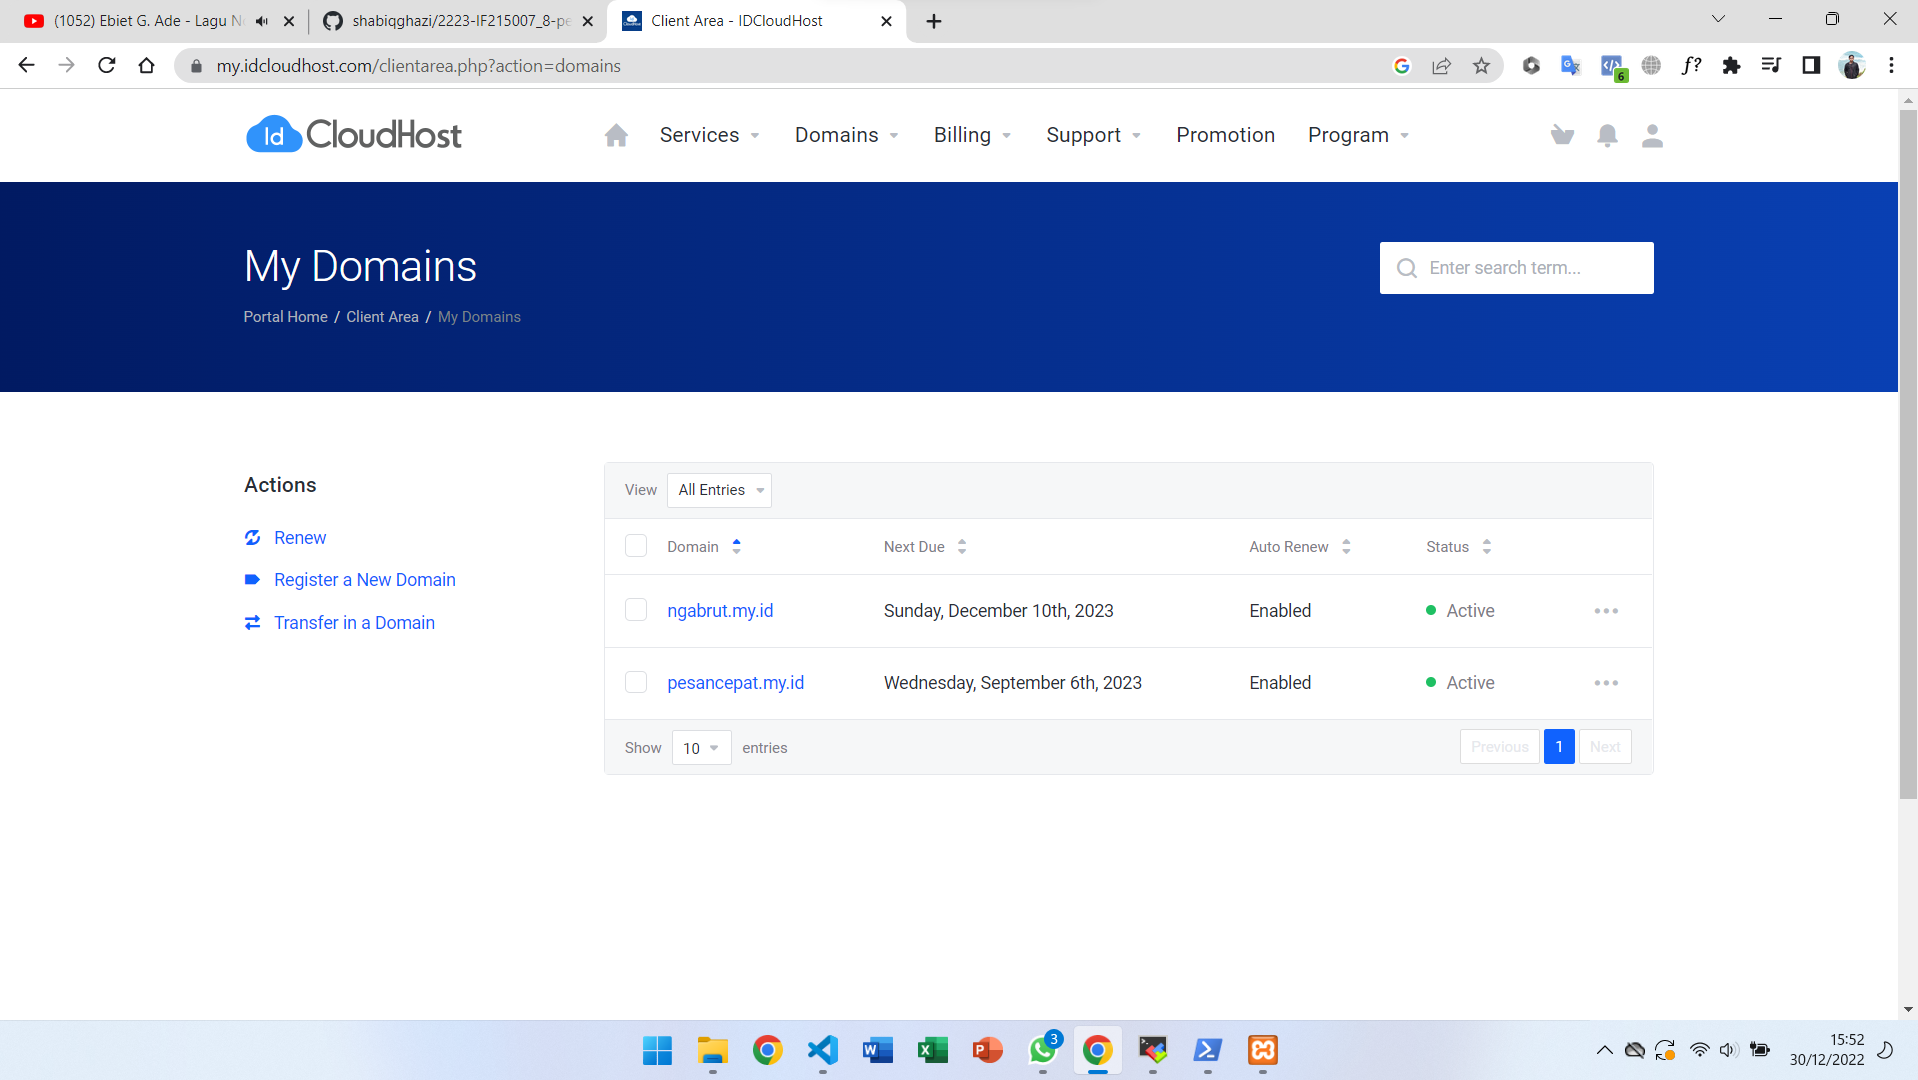 (1052) Ebiet G. Ade - Lagu N
shabiqghazi/2223-IF215007_8-pe
Client Area - IDCloudHost
my.idcloudhost.com/clientarea.php?action=domains
6
Id CloudHost
Services
Domains
Billing
Support
Promotion
Program
My Domains
Enter search term...
Portal Home / Client Area / My Domains
Actions
Renew
Register a New Domain
Transfer in a Domain
View All Entries
Domain Next Due Auto Renew Status
ngabrut.my.id Sunday, December 10th, 2023 Enabled Active
pesancepat.my.id Wednesday, September 6th, 2023 Enabled Active
Show 10 entries
Previous 1 Next
3
15:52
30/12/2022